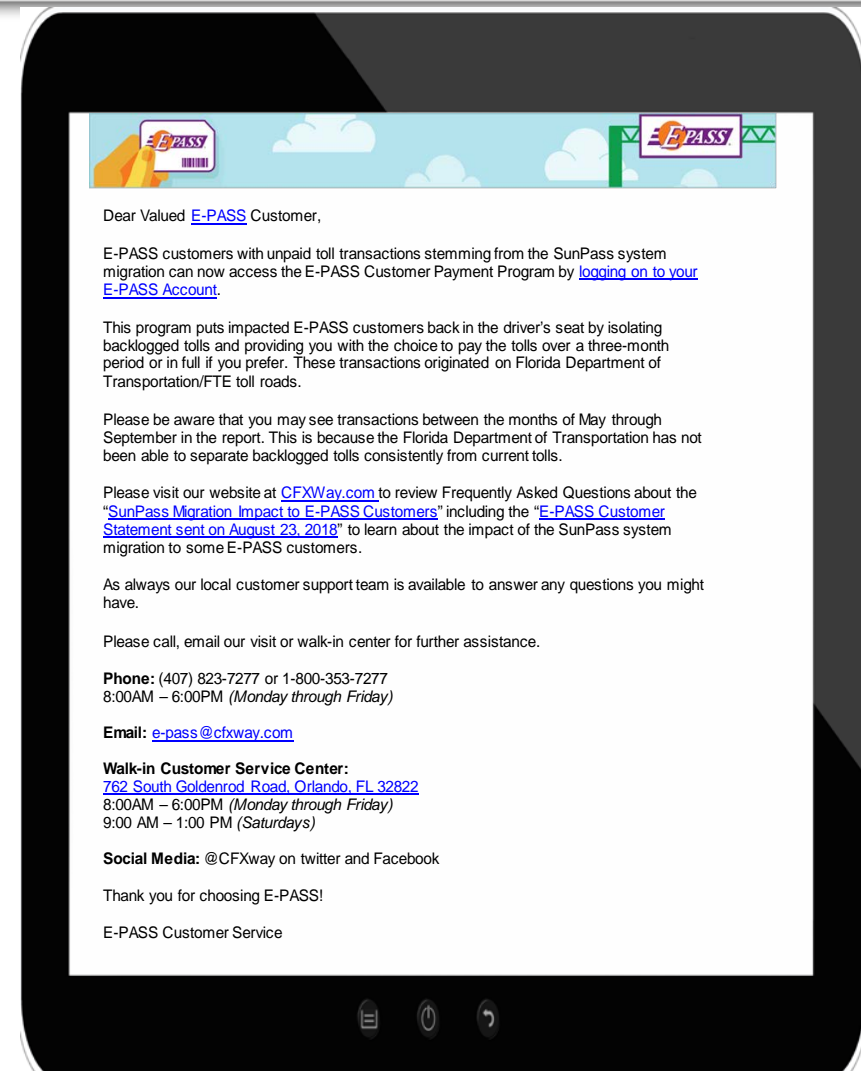 E PASS
E PASS
Dear Valued E-PASS Customer,
E-PASS customers with unpaid toll transactions stemming from the SunPass system
migration can now access the E-PASS Customer Payment Program by logging on to your
E-PASS Account.
This program puts impacted E-PASS customers back in the driver’s seat by isolating
backlogged tolls and providing you with the choice to pay the tolls over a three-month
period or in full if you prefer. These transactions originated on Florida Department of
Transportation/FTE toll roads.
Please be aware that you may see transactions between the months of May through
September in the report. This is because the Florida Department of Transportation has not
been able to separate backlogged tolls consistently from current tolls.
Please visit our website at CFXWay.com to review Frequently Asked Questions about the
“SunPass Migration Impact to E-PASS Customers” including the “E-PASS Customer
Statement sent on August 23, 2018” to learn about the impact of the SunPass system
migration to some E-PASS customers.
As always our local customer support team is available to answer any questions you might
have.
Please call, email our visit or walk-in center for further assistance.
Phone: (407) 823-7277 or 1-800-353-7277
8:00AM – 6:00PM (Monday through Friday)
Email: e-pass@cfxway.com
Walk-in Customer Service Center:
762 South Goldenrod Road, Orlando, FL 32822
8:00AM – 6:00PM (Monday through Friday)
9:00 AM – 1:00 PM (Saturdays)
Social Media: @CFXway on twitter and Facebook
Thank you for choosing E-PASS!
E-PASS Customer Service